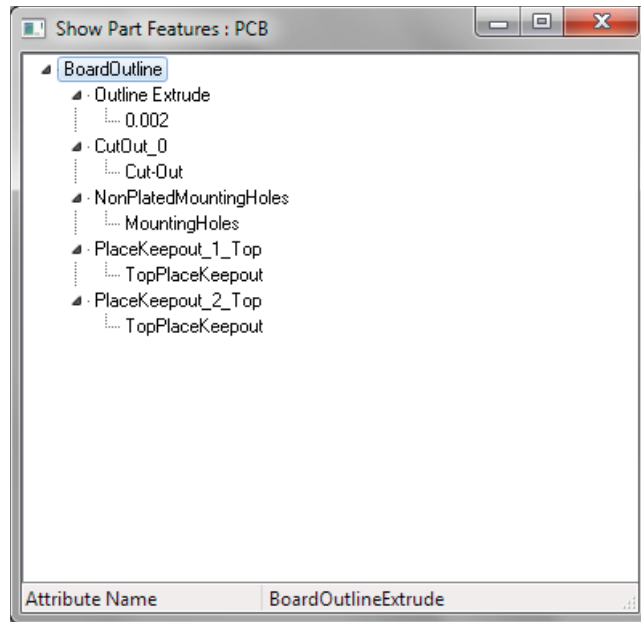 Show Part Features : PCB
BoardOutline
Outline Extrude
0.002
CutOut_0
Cut-Out
NonPlatedMountingHoles
MountingHoles
PlaceKeepout_1_Top
TopPlaceKeepout
PlaceKeepout_2_Top
TopPlaceKeepout
Attribute Name BoardOutlineExtrude